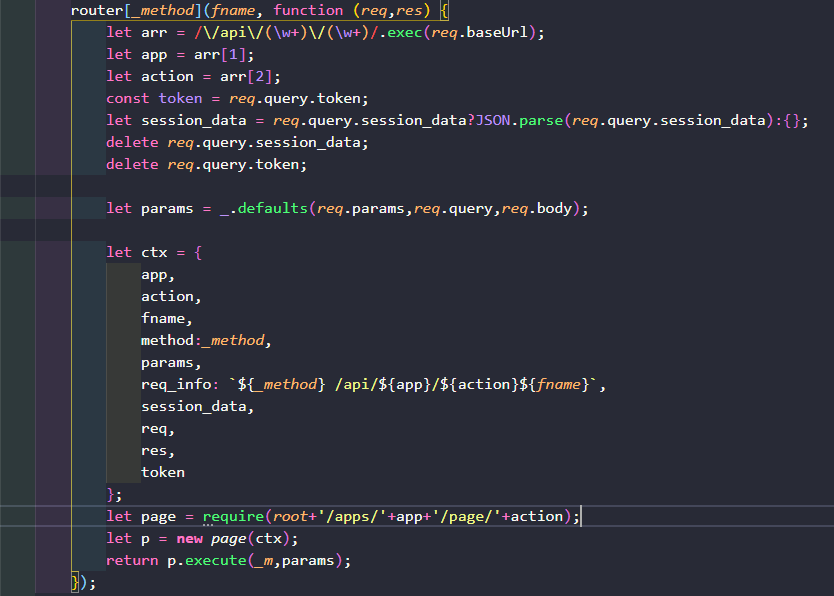 router[_method](fname, function (req,res) {
let arr = /\/api\/(\w+)\/(\w+)/.exec(req.baseUrl);
let app = arr[1];
let action = arr[2];
const token = req.query.token;
let session_data = req.query.session_data?JSON.parse(req.query.session_data):{};
delete req.query.session_data;
delete req.query.token;
let params = _.defaults(req.params,req.query,req.body);
let ctx = {
app,
action,
fname,
method:_method,
params,
req_info: `${_method} /api/${app}/${action}${fname}`,
session_data,
req,
res,
token
};
let page = require(root+'/apps/'+app+'/page/'+action);
let p = new page(ctx);
return p.execute(_m,params);
});